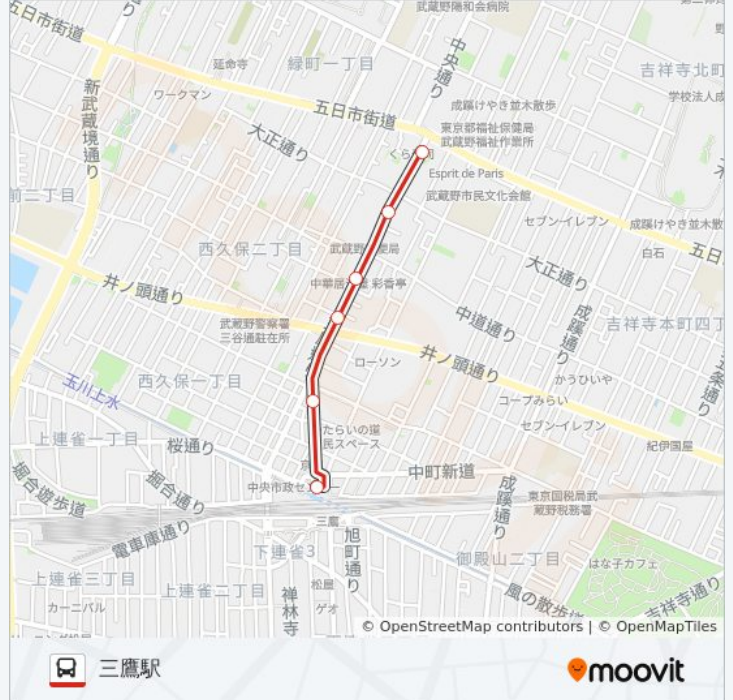 武蔵野陽和会病院
五日市街道
中央通り
延命寺
緑町一丁目
吉祥寺北町
新武蔵境通り
ワークマン
学校法人成
五日市街道
成蹊けやき並木散歩
大正通り
東京都福祉保健局
武蔵野福祉作業所
くら
Esprit de Paris
前二丁目
武蔵野市民文化会館
セブン-イレブン
成蹊けやき並木散
西久保二丁目
武蔵野
便局
白石
五日
大正通り
中華居
彩香亭
井ノ頭通り
成蹊通り
中道通り
吉祥寺本町四丁
武蔵野警察署
三谷通駐在所
井ノ頭通り
ローソン
五条通り
玉川上水
西久保一丁目
かうひいや
コープみらい
セブンイレブン
上連雀一丁目
桜通り
たらいの道
民スペース
紀伊国屋
堀合遊歩道
堀合通り
中町新道
中央市政セ
成蹊通り
東京国税局武
蔵野税務署
三鷹
電車庫通り
下連雀3
旭町通り
御殿山二丁目
はな子カフェ
上連雀三丁目
上連雀二丁目
松屋
風の散歩
吉祥寺通り
カーニバル
禅林寺
ゲオ
© OpenStreetMap contributors | © OpenMapTiles
三鷹駅
moovit